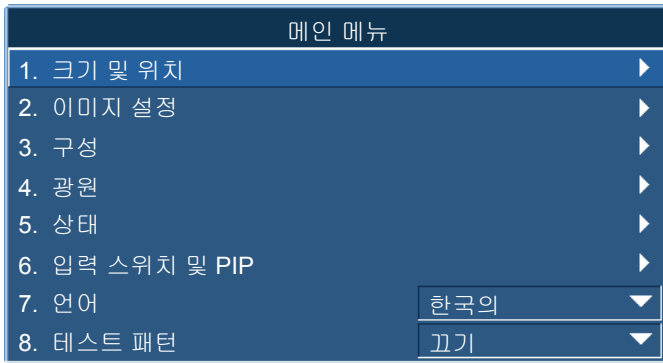 메인 메뉴
1. 크기 및 위치
2. 이미지 설정
3. 구성
4. 광원
5. 상태
6. 입력 스위치 및 PIP
7. 언어 한국의
8. 테스트 패턴 끄기